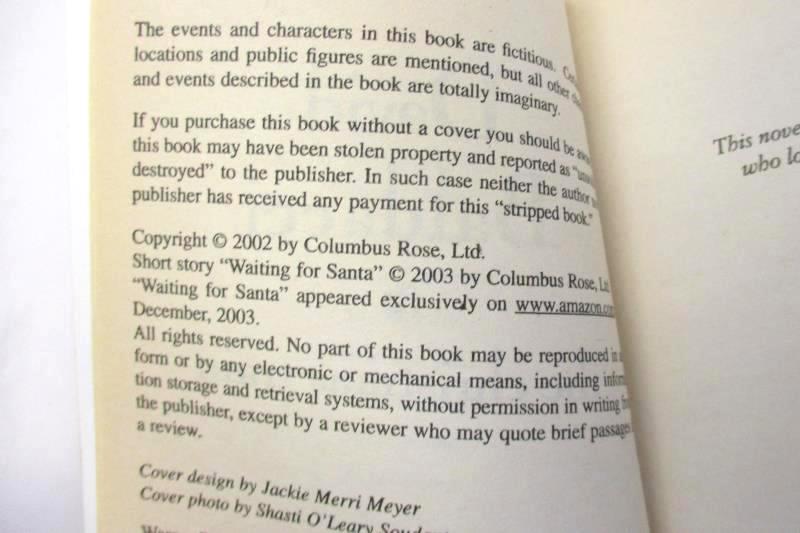 The events and characters in this book are fictitious.
locations and public figures are mentioned, but all other
and events described in the book are totally imaginary.
If you purchase this book without a cover you should be
this book may have been stolen property and reported as
destroyed” to the publisher. In such case neither the author
publisher has received any payment for this “stripped book.”
Copyright © 2002 by Columbus Rose, Ltd.
Short story “Waiting for Santa” © 2003 by Columbus Rose, Ltd.
“Waiting for Santa” appeared exclusively on www.amazon.com
December, 2003.
All rights reserved. No part of this book may be reproduced in
form or by any electronic or mechanical means, including
tion storage and retrieval systems, without permission in writing
the publisher, except by a reviewer who may quote brief passages
a review.
Cover design by Jackie Merri Meyer
Cover photo by Shasti O'Leary
This
who